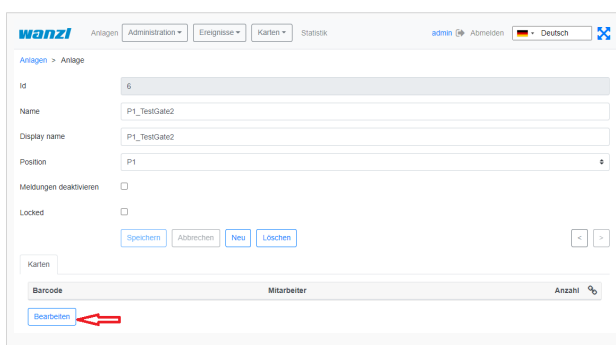 wanzl Anlagen Administration Ereignisse Karten Statistik admin Abmelden Deutsch
Anlagen > Anlage
Id 6
Name P1_TestGate2
Display name P1_TestGate2
Position P1
Meldungen deaktivieren
Locked
Speichern Abbrechen Neu Löschen < >
Karten
Barcode Mitarbeiter Anzahl
Bearbeiten